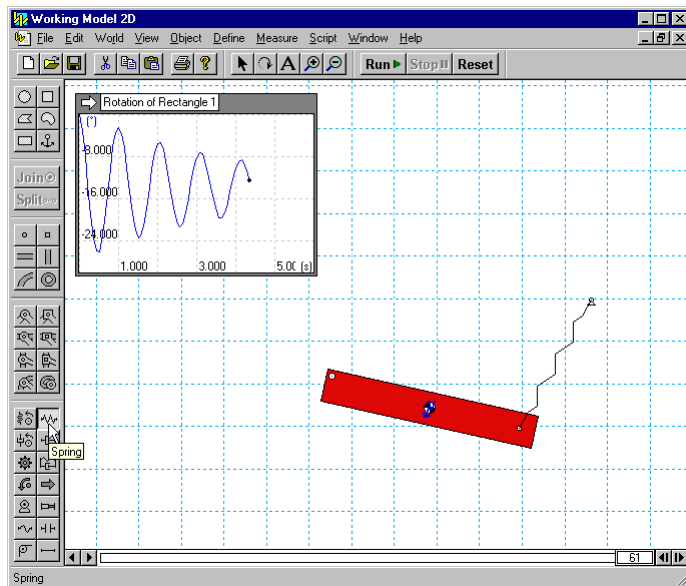 Working Model 2D
File Edit World View Object Define Measure Script Window Help
Run Stop Reset
Rotation of Rectangle 1
(°)
-8.000
-16.000
-24.000
1.000 3.000 5.00 (s)
Join
Split
Spring
61
Spring